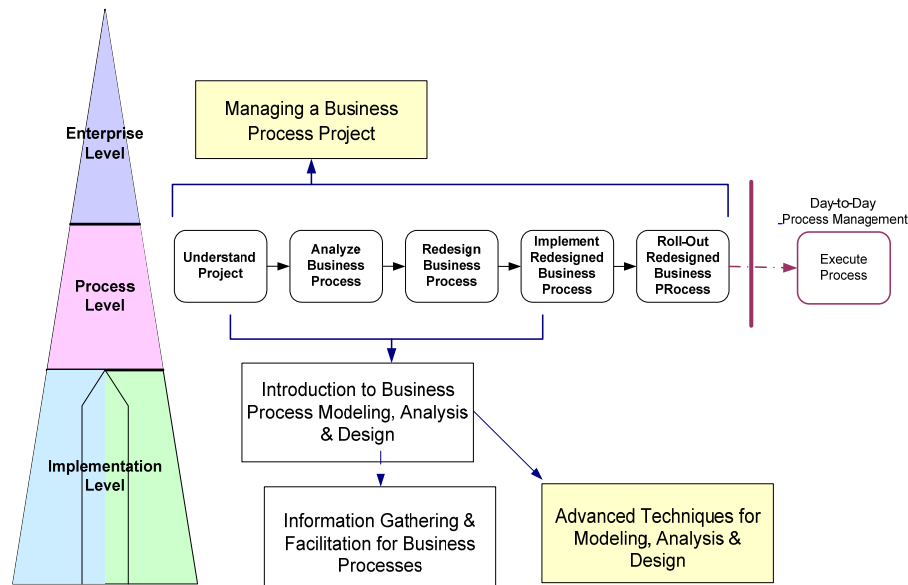 Enterprise
Level
Process
Level
Implementation
Level
Managing a Business
Process Project
Understand
Project
Analyze
Business
Process
Redesign
Business
Process
Implement
Redesigned
Business
Process
Roll-Out
Redesigned
Business
PRocess
Day-to-Day
Process Management
Execute
Process
Introduction to Business
Process Modeling, Analysis
& Design
Information Gathering &
Facilitation for Business
Processes
Advanced Techniques for
Modeling, Analysis &
Design